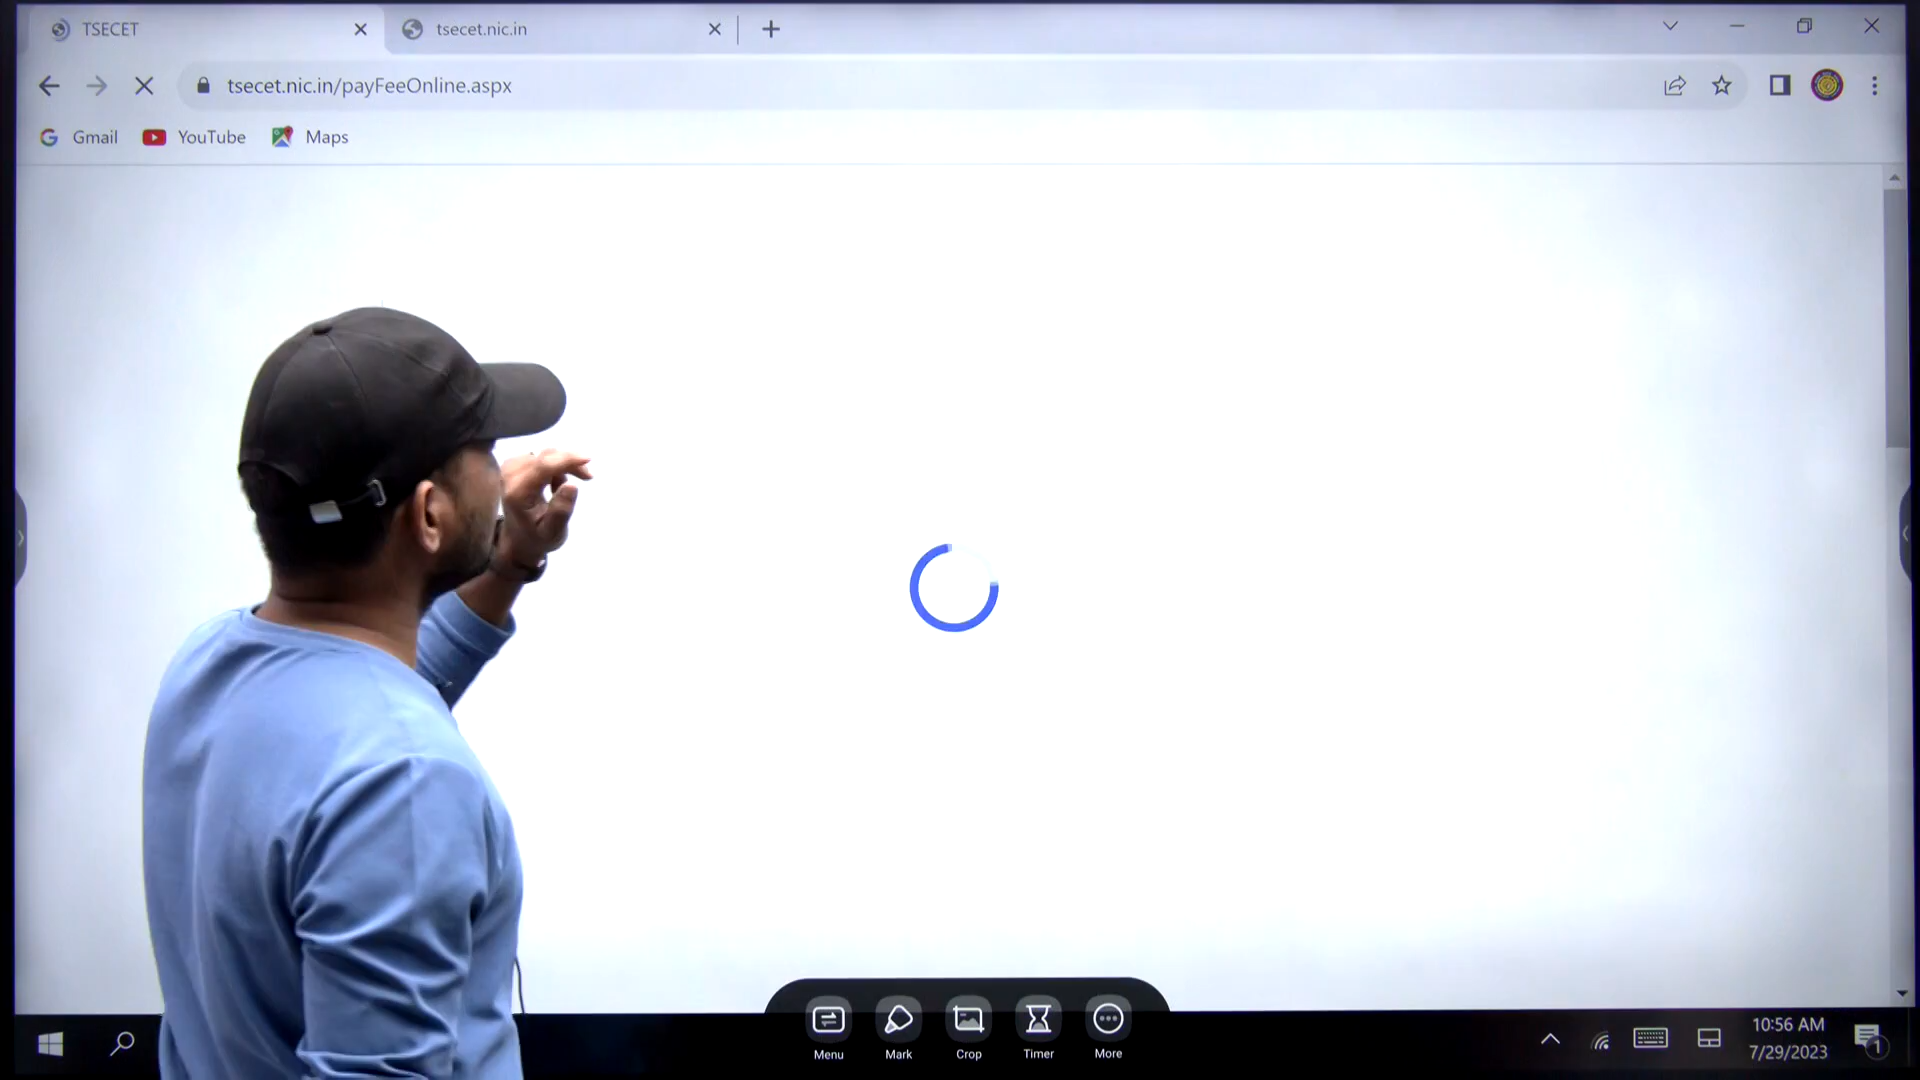 TSECET
tsecet.nic.in
tsecet.nic.in/payFeeOnline.aspx
Gmail
YouTube
Maps
Menu
Mark
Crop
Timer
More
10:56 AM
7/29/2023
1